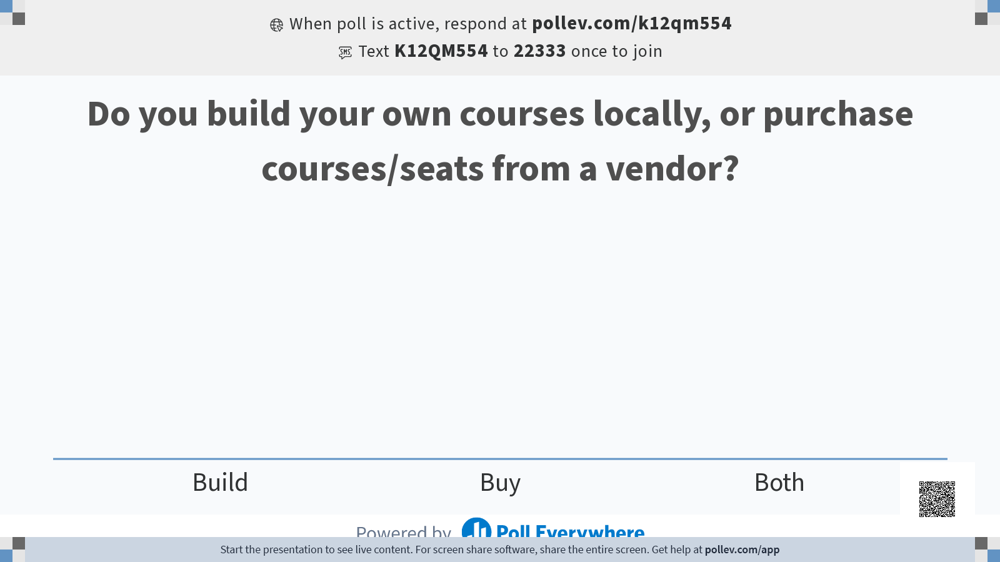 When poll is active, respond at pollev.com/k12qm554
SMS Text K12QM554 to 22333 once to join
Do you build your own courses locally, or purchase
courses/seats from a vendor?
Build Buy Both
Powered by Poll Everywhere
Start the presentation to see live content. For screen share software, share the entire screen. Get help at pollev.com/app